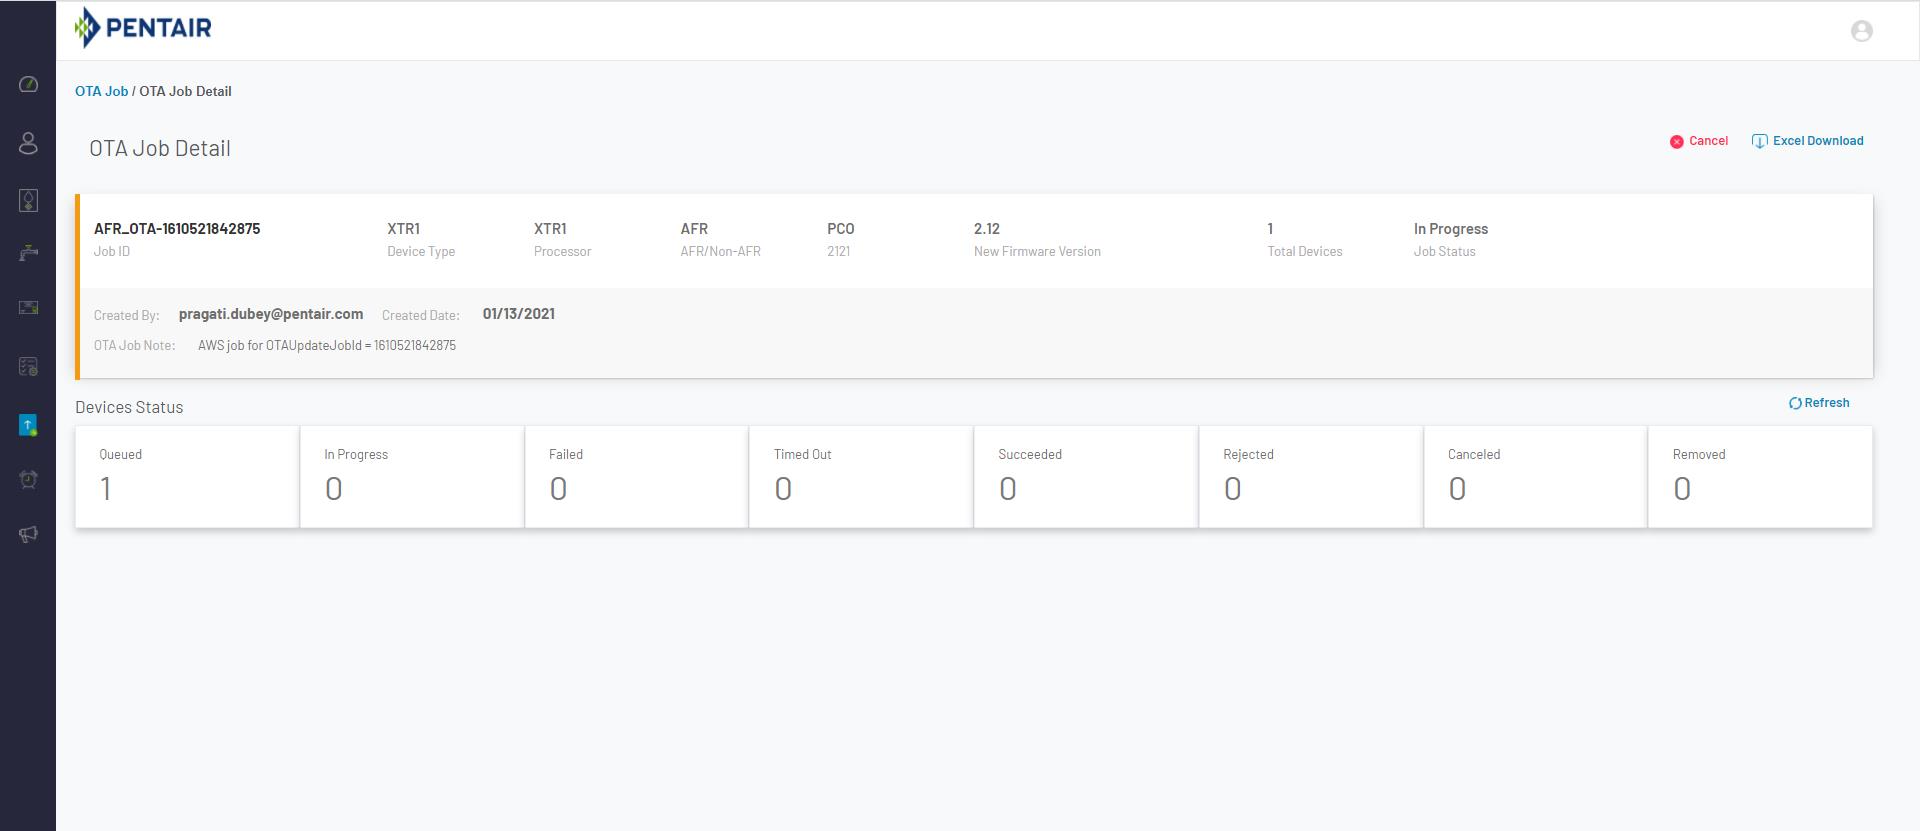 PENTAIR
OTA Job / OTA Job Detail
OTA Job Detail
Cancel
Excel Download
AFR_OTA-1610521842875
Job ID
XTR1
Device Type
XTR1
Processor
AFR
AFR/Non-AFR
PCO
2121
2.12
New Firmware Version
1
Total Devices
In Progress
Job Status
Created By: pragati.dubey@pentair.com Created Date: 01/13/2021
OTA Job Note: AWS job for OTAUpdateJobId = 1610521842875
Devices Status
Refresh
Queued
1
In Progress
0
Failed
0
Timed Out
0
Succeeded
0
Rejected
0
Canceled
0
Removed
0